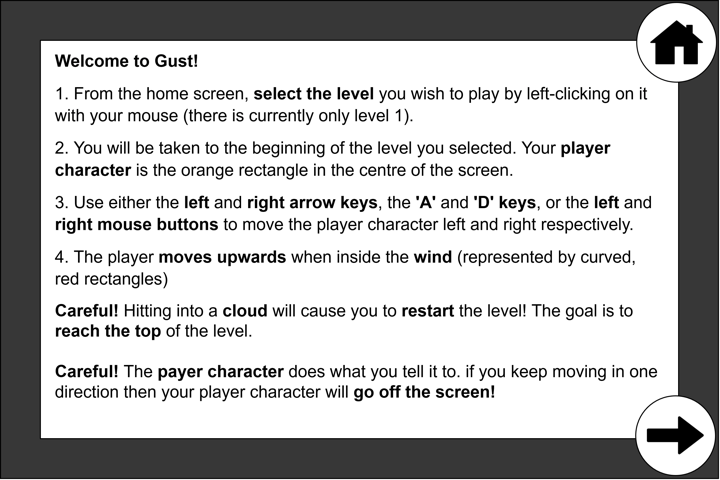 Welcome to Gust!
1. From the home screen, select the level you wish to play by left-clicking on it
with your mouse (there is currently only level 1).
2. You will be taken to the beginning of the level you selected. Your player
character is the orange rectangle in the centre of the screen.
3. Use either the left and right arrow keys, the 'A' and 'D' keys, or the left and
right mouse buttons to move the player character left and right respectively.
4. The player moves upwards when inside the wind (represented by curved,
red rectangles)
Careful! Hitting into a cloud will cause you to restart the level! The goal is to
reach the top of the level.
Careful! The payer character does what you tell it to. if you keep moving in one
direction then your player character will go off the screen!